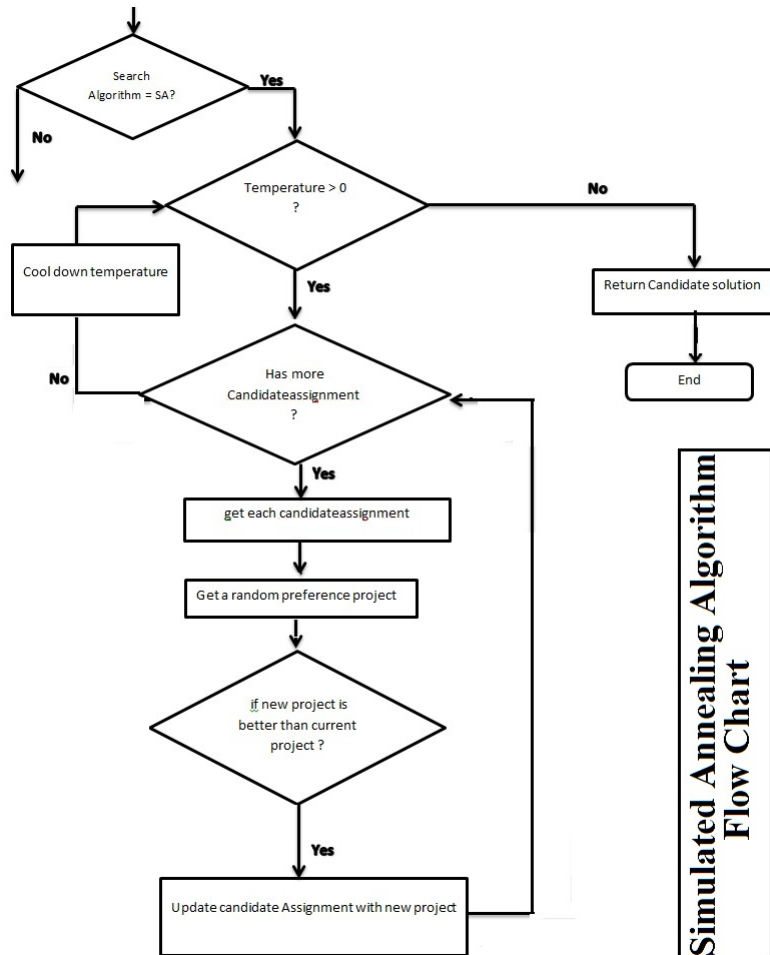 Search
Algorithm = SA?
Yes
No
Temperature > 0
?
No
Cool down temperature
Yes
Return Candidate solution
Has more
Candidateassignment
?
No
End
Yes
get each candidateassignment
Get a random preference project
if new project is
better than current
project ?
Yes
Update candidate Assignment with new project
Simulated Annealing Algorithm
Flow Chart